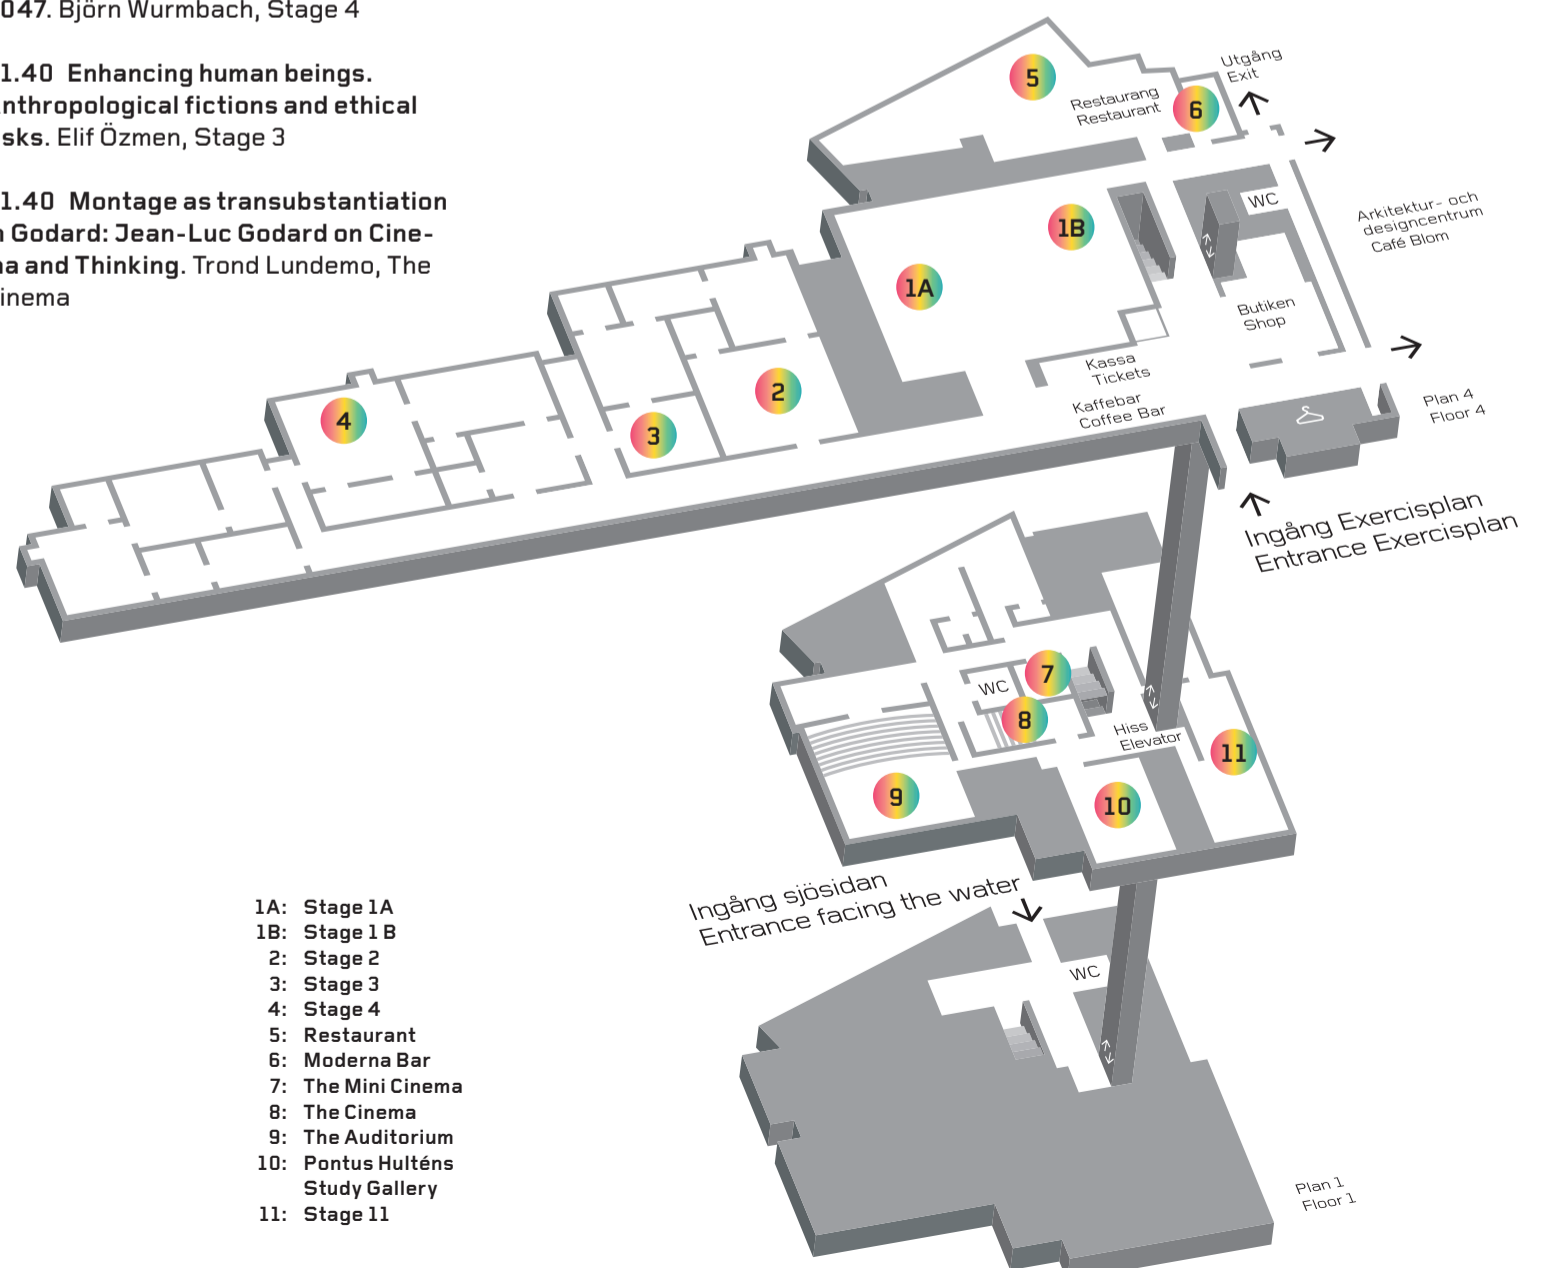 047. Björn Wurmbach, Stage 4
1.40 Enhancing human beings.
nthropological fictions and ethical
sks. Elif Özmen, Stage 3
1.40 Montage as transubstantiation
n Godard: Jean-Luc Godard on Cine-
a and Thinking. Trond Lundemo, The
inema
5
Restaurang
Restaurant
6
Utgång
Exit
1B
WC
1A
Arkitektur- och
designcentrum
Café Blom
Butiken
Shop
Kassa
Tickets
Kaffebar
Coffee Bar
2
3
4
Plan 4
Floor 4
Ingång Exercisplan
Entrance Exercisplan
WC
7
8
Hiss
Elevator
11
9
10
Ingång sjösidan
Entrance facing the water
WC
Plan 1
Floor 1
1A: Stage 1A
1B: Stage 1 B
2: Stage 2
3: Stage 3
4: Stage 4
5: Restaurant
6: Moderna Bar
7: The Mini Cinema
8: The Cinema
9: The Auditorium
10: Pontus Hulténs
Study Gallery
11: Stage 11